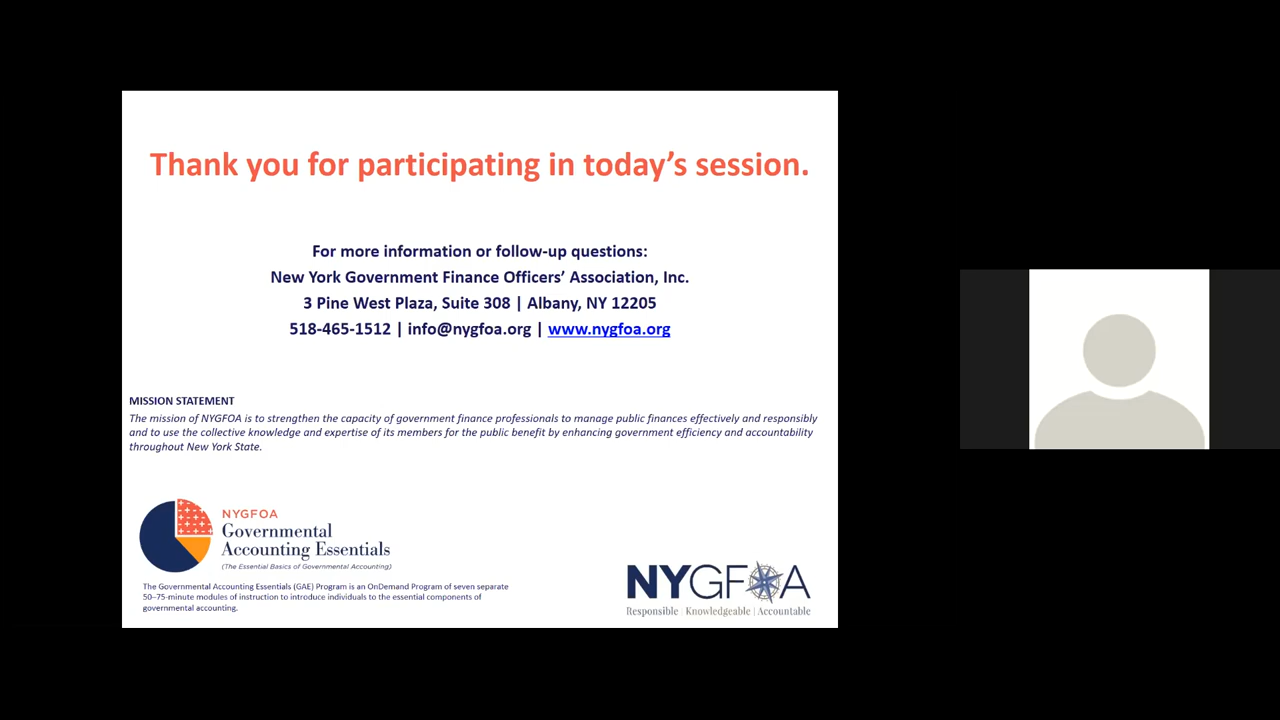 Thank you for participating in today's session.
For more information or follow-up questions:
New York Government Finance Officers' Association, Inc.
3 Pine West Plaza, Suite 308 | Albany, NY 12205
518-465-1512 | info@nygfoa.org | www.nygfoa.org
MISSION STATEMENT
The mission of NYGFOA is to strengthen the capacity of government finance professionals to manage public finances effectively and responsibly
and to use the collective knowledge and expertise of its members for the public benefit by enhancing government efficiency and accountability
throughout New York State.
NYGFOA
Governmental
Accounting Essentials
(The Essential Basics of Governmental Accounting)
The Governmental Accounting Essentials (GAE) Program is an OnDemand Program of seven separate
50–75-minute modules of instruction to introduce individuals to the essential components of
governmental accounting.
NYGFOA
Responsible | Knowledgeable | Accountable